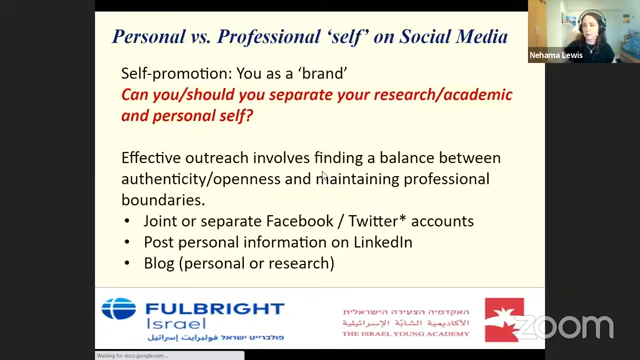 Personal vs. Professional ‘self’ on Social Media
Nehama Lewis
Self-promotion: You as a ‘brand’
Can you/should you separate your research/academic
and personal self?
Effective outreach involves finding a balance between
authenticity/openness and maintaining professional
boundaries.
• Joint or separate Facebook / Twitter* accounts
• Post personal information on LinkedIn
• Blog (personal or research)
FULBRIGHT
Israel
פולברייט ישראל فولبرايت إسرائيل
האקדמיה הצעירה הישראלית
الأكاديمية الشابّة الإسرائيلية
THE ISRAEL YOUNG ACADEMY
zoom
Waiting for docs.google.com...